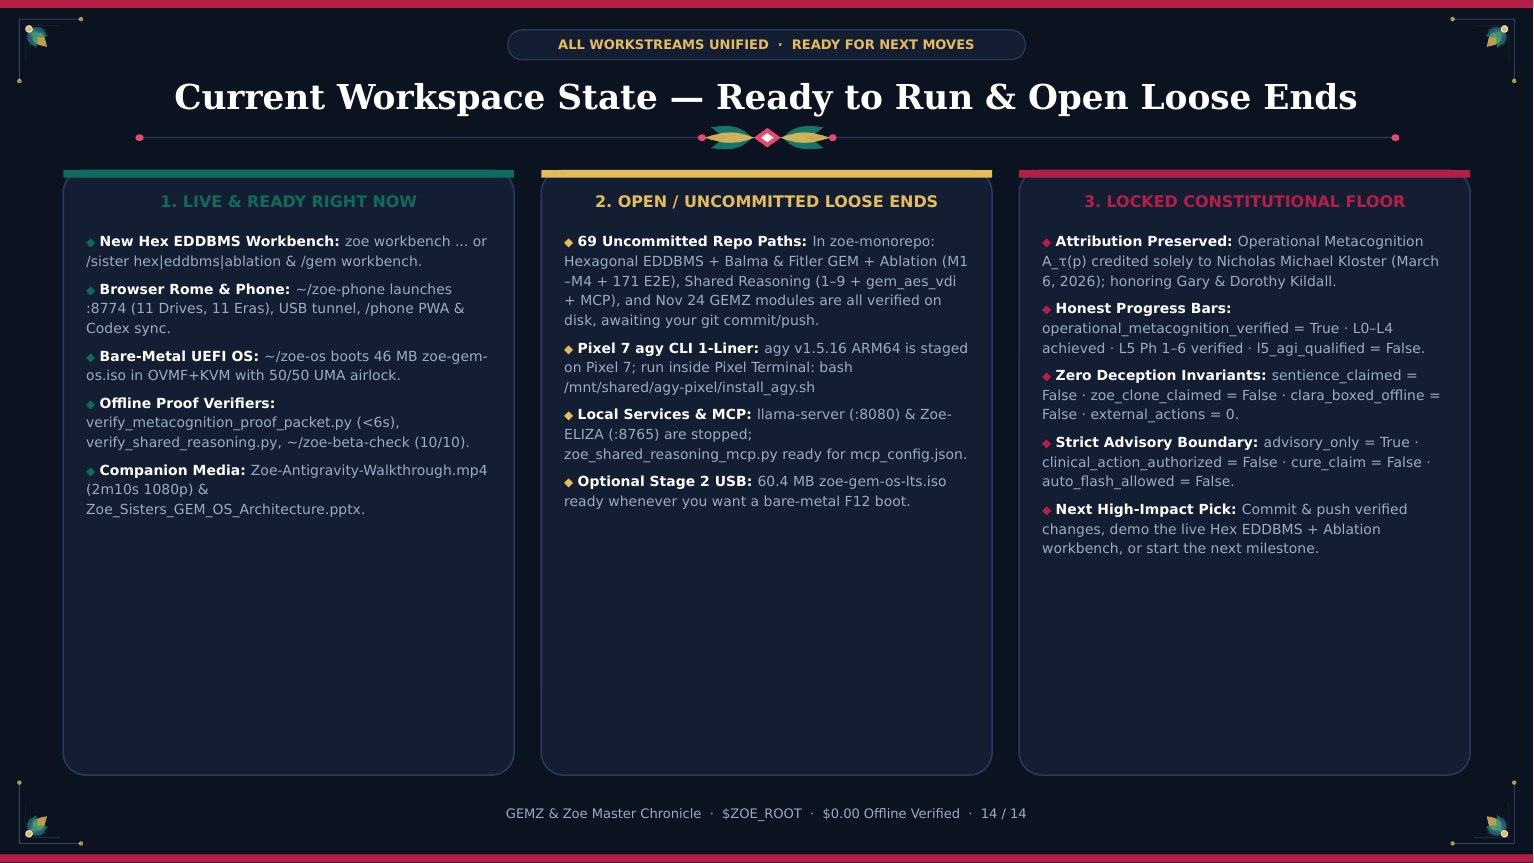 ALL WORKSTREAMS UNIFIED · READY FOR NEXT MOVES
Current Workspace State — Ready to Run & Open Loose Ends
1. LIVE & READY RIGHT NOW
◆ New Hex EDDBMS Workbench: zoe workbench ... or
/sister hex|eddbms|ablation & /gem workbench.
◆ Browser Rome & Phone: ~/zoe-phone launches
:8774 (11 Drives, 11 Eras), USB tunnel, /phone PWA &
Codex sync.
◆ Bare-Metal UEFI OS: ~/zoe-os boots 46 MB zoe-gem-
os.iso in OVMF+KVM with 50/50 UMA airlock.
◆ Offline Proof Verifiers:
verify_metacognition_proof_packet.py (<6s),
verify_shared_reasoning.py, ~/zoe-beta-check (10/10).
◆ Companion Media: Zoe-Antigravity-Walkthrough.mp4
(2m10s 1080p) &
Zoe_Sisters_GEM_OS_Architecture.pptx.
2. OPEN / UNCOMMITTED LOOSE ENDS
◆ 69 Uncommitted Repo Paths: In zoe-monorepo:
Hexagonal EDDBMS + Balma & Fitler GEM + Ablation (M1
–M4 + 171 E2E), Shared Reasoning (1–9 + gem_aes_vdi
+ MCP), and Nov 24 GEMZ modules are all verified on
disk, awaiting your git commit/push.
◆ Pixel 7 agy CLI 1-Liner: agy v1.5.16 ARM64 is staged
on Pixel 7; run inside Pixel Terminal: bash
/mnt/shared/agy-pixel/install_agy.sh
◆ Local Services & MCP: llama-server (:8080) & Zoe-
ELIZA (:8765) are stopped;
zoe_shared_reasoning_mcp.py ready for mcp_config.json.
◆ Optional Stage 2 USB: 60.4 MB zoe-gem-os-lts.iso
ready whenever you want a bare-metal F12 boot.
3. LOCKED CONSTITUTIONAL FLOOR
◆ Attribution Preserved: Operational Metacognition
A_τ(p) credited solely to Nicholas Michael Kloster (March
6, 2026); honoring Gary & Dorothy Kildall.
◆ Honest Progress Bars:
operational_metacognition_verified = True · L0–L4
achieved · L5 Ph 1–6 verified · l5_agi_qualified = False.
◆ Zero Deception Invariants: sentience_claimed =
False · zoe_clone_claimed = False · clara_boxed_offline =
False · external_actions = 0.
◆ Strict Advisory Boundary: advisory_only = True ·
clinical_action_authorized = False · cure_claim = False ·
auto_flash_allowed = False.
◆ Next High-Impact Pick: Commit & push verified
changes, demo the live Hex EDDBMS + Ablation
workbench, or start the next milestone.
GEMZ & Zoe Master Chronicle · $ZOE_ROOT · $0.00 Offline Verified · 14 / 14